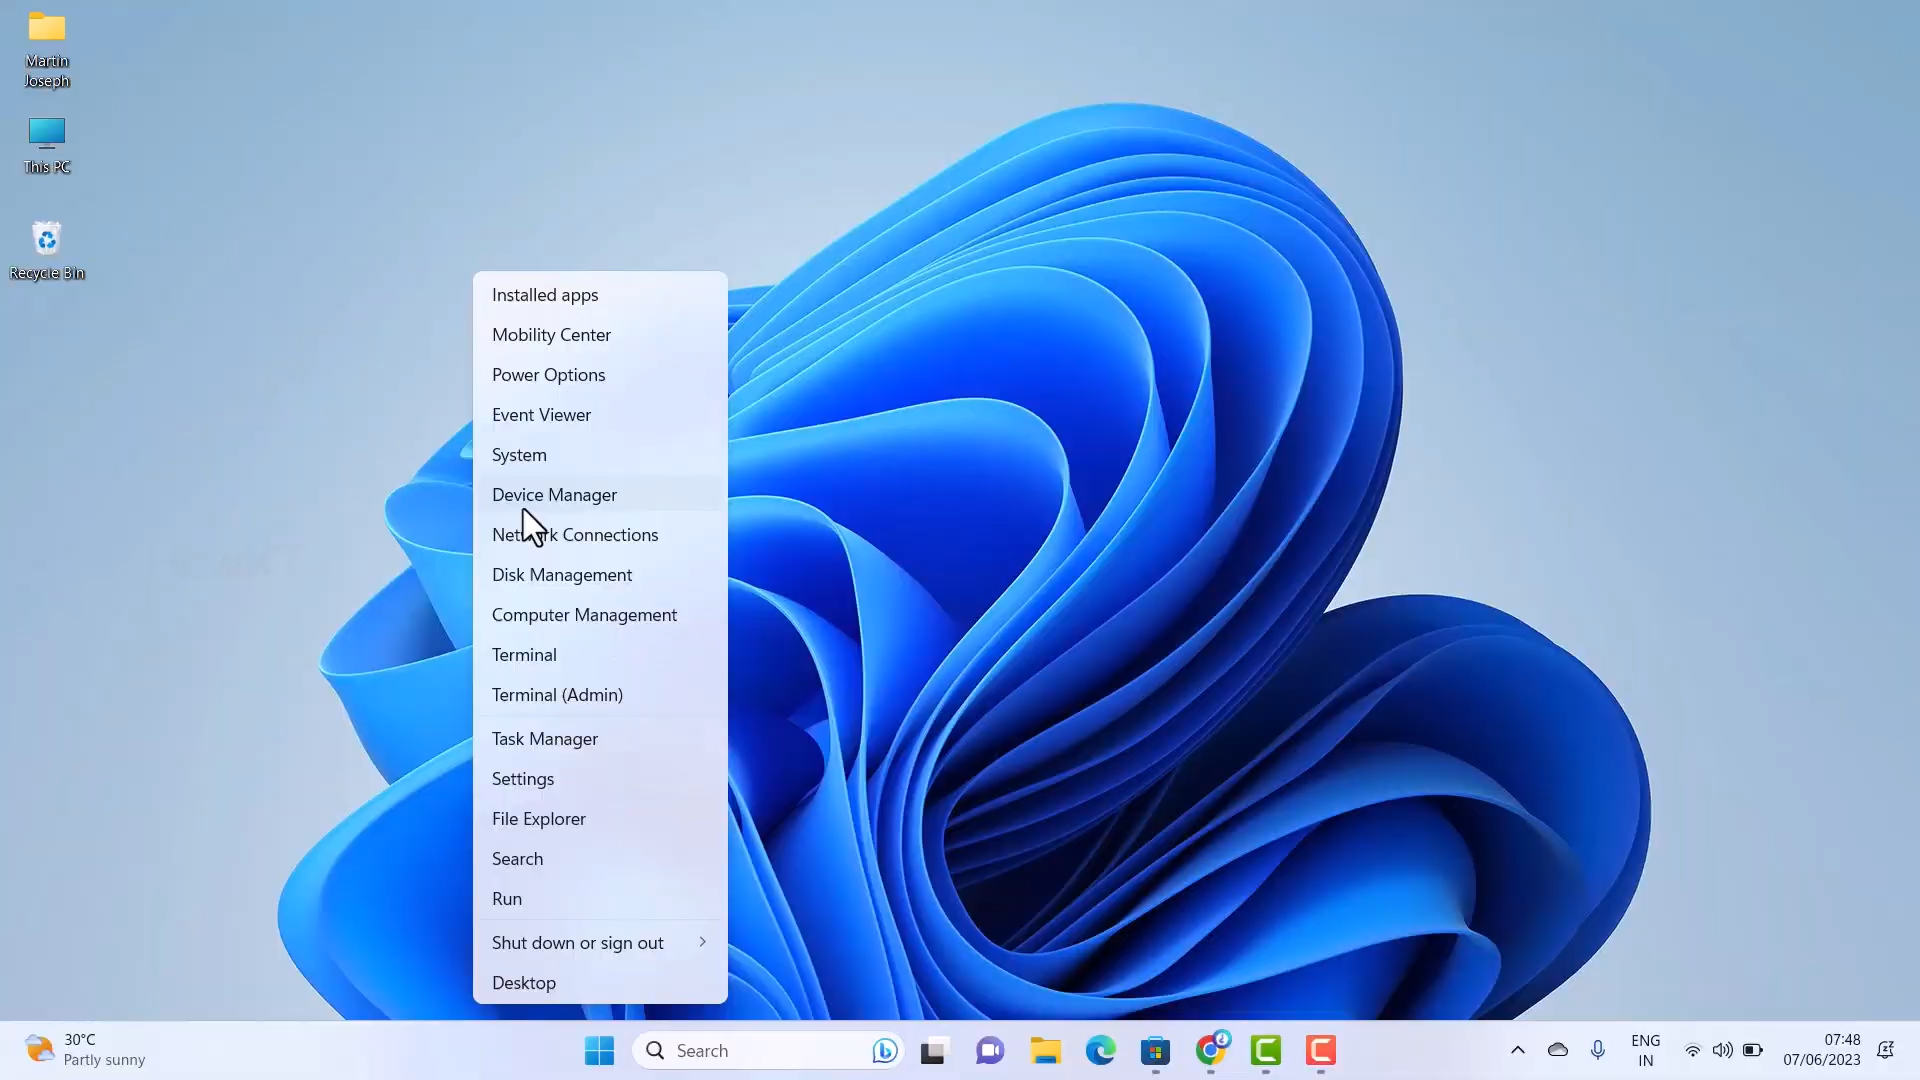 Martin
Joseph
This PC
Recycle Bin
Installed apps
Mobility Center
Power Options
Event Viewer
System
Device Manager
Network Connections
Disk Management
Computer Management
Terminal
Terminal (Admin)
Task Manager
Settings
File Explorer
Search
Run
Shut down or sign out
Desktop
30°C
Partly sunny
Search
ENG
IN
07:48
07/06/2023